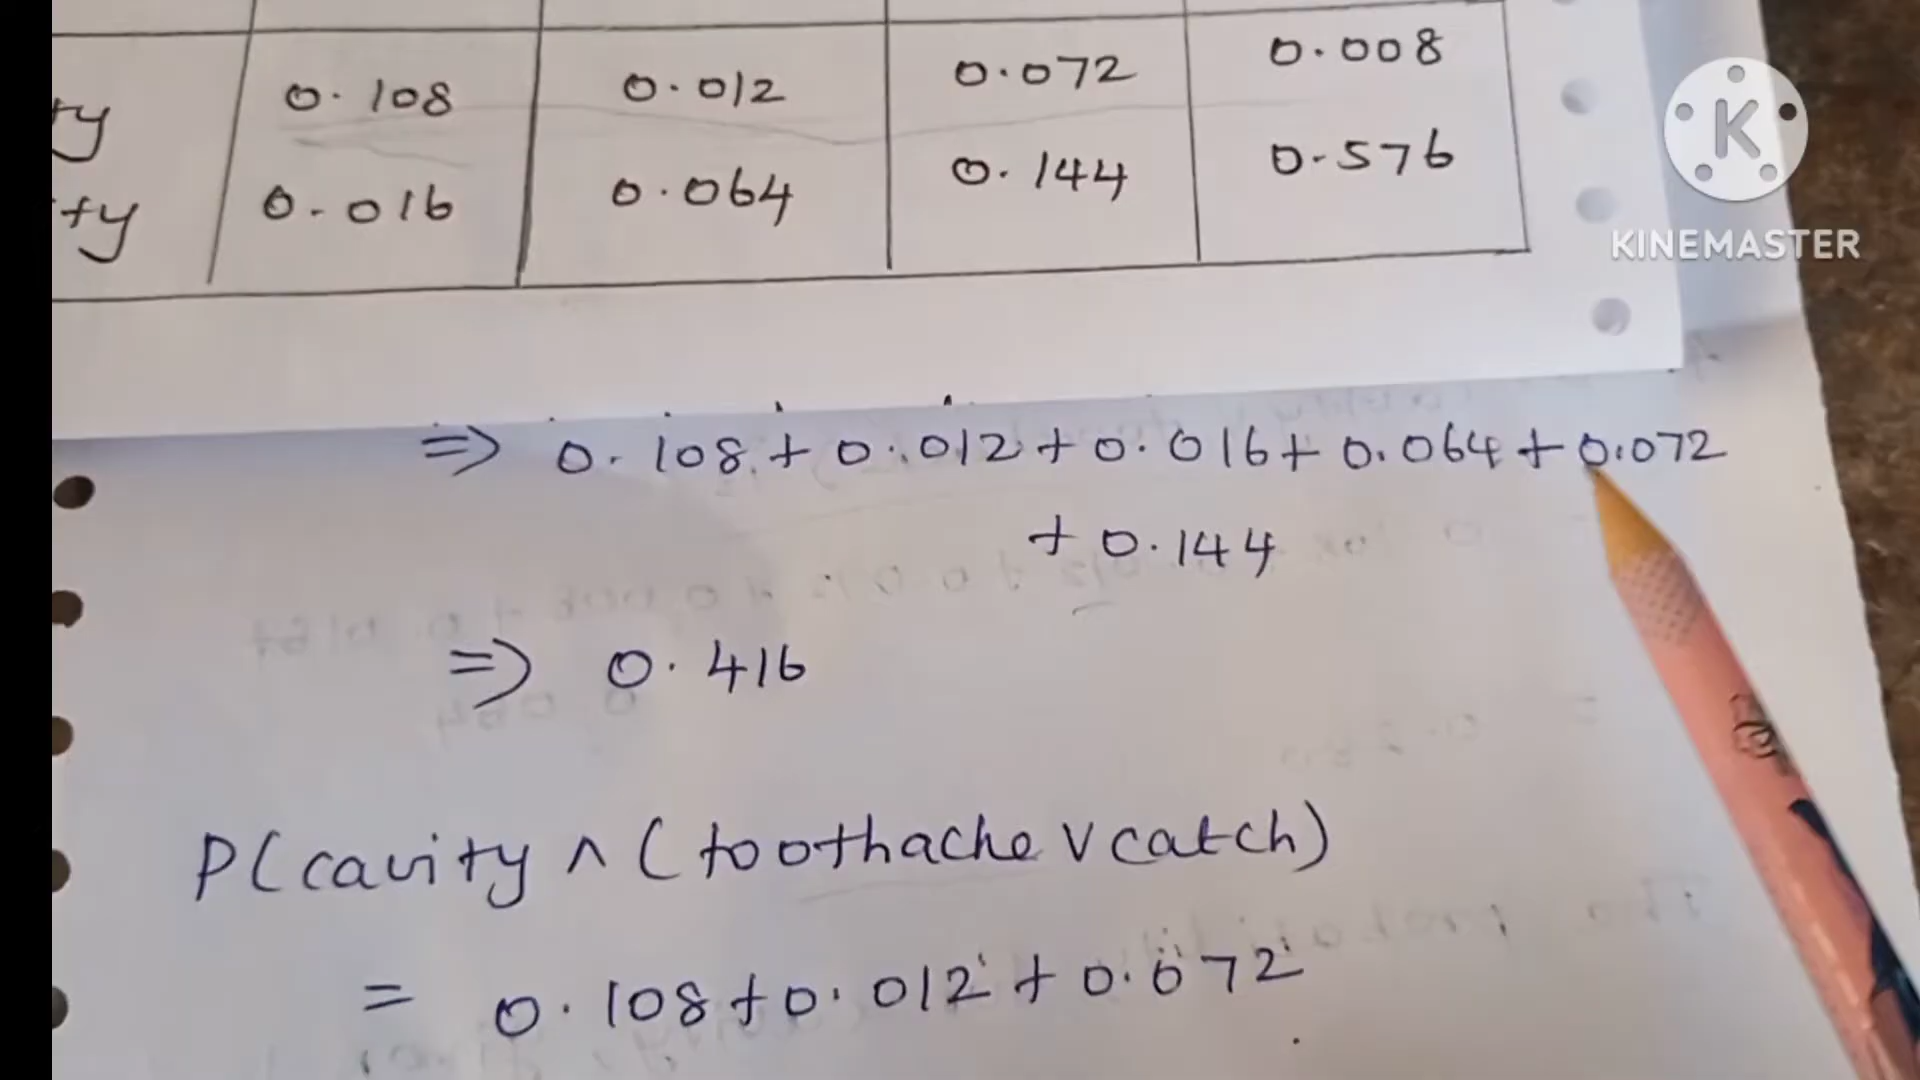 ty 0.108 0.012 0.072 0.008
ty 0.016 0.064 0.144 0.576
K
KINEMASTER
=> 0.108 + 0.012 + 0.016 + 0.064 + 0.072
+ 0.144
=> 0.416
P(cavity ∧ (toothache ∨ catch)
= 0.108 + 0.012 + 0.072